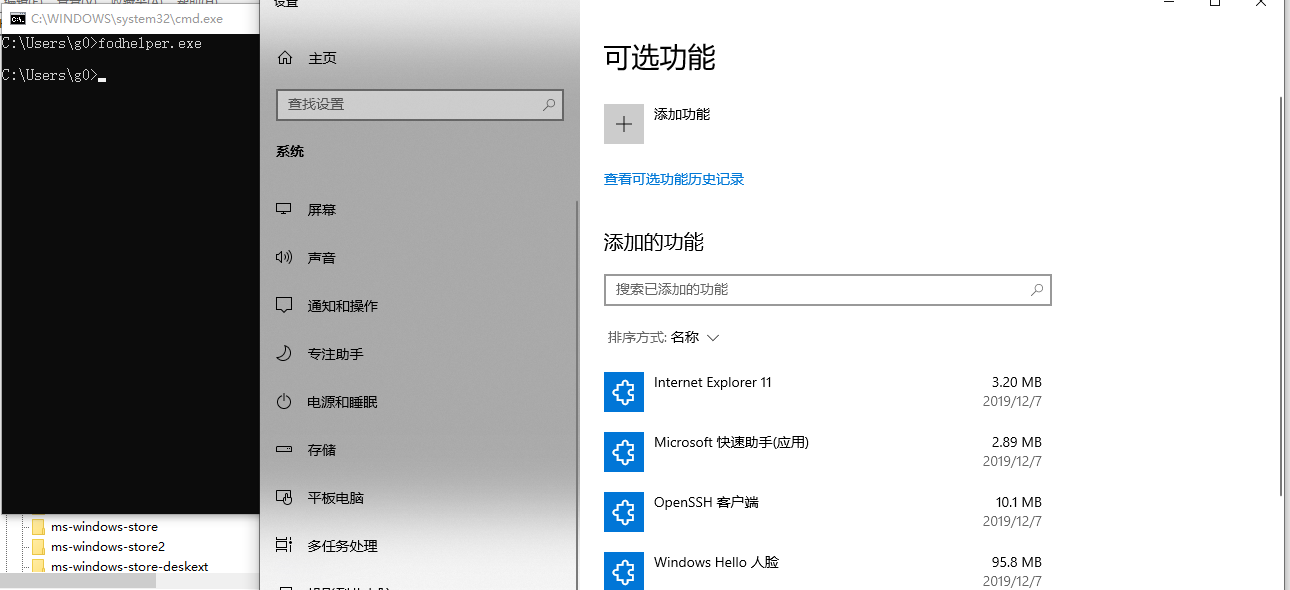 C:\WINDOWS\system32\cmd.exe
C:\Users\g0>fodhelper.exe
C:\Users\g0>
ms-windows-store
ms-windows-store2
ms-windows-store-deskext
设置
主页
查找设置
系统
屏幕
声音
通知和操作
专注助手
电源和睡眠
存储
平板电脑
多任务处理
可选功能
添加功能
查看可选功能历史记录
添加的功能
搜索已添加的功能
排序方式: 名称
Internet Explorer 11 3.20 MB
2019/12/7
Microsoft 快速助手(应用) 2.89 MB
2019/12/7
OpenSSH 客户端 10.1 MB
2019/12/7
Windows Hello 人脸 95.8 MB
2019/12/7